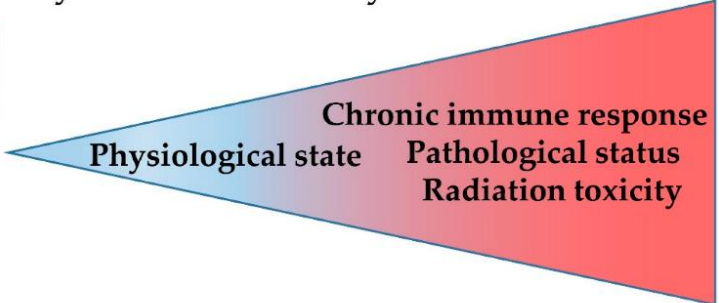 Chronic immune response
Physiological state Pathological status
Radiation toxicity